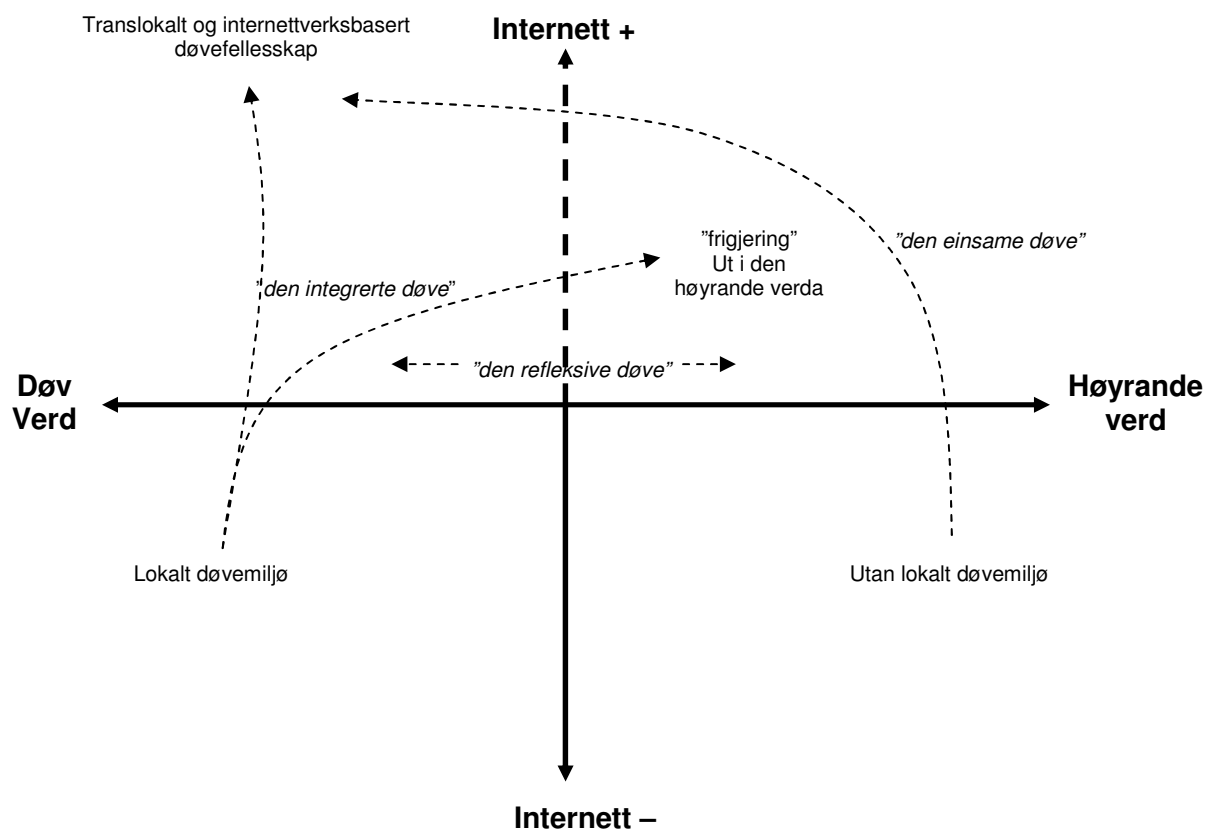 Translokalt og internettverksbasert
døvefellesskap
Internett +
"frigjering"
Ut i den
høyrande verda
"den einsame døve"
"den integrerte døve"
"den refleksive døve"
Døv
Verd
Høyrande
verd
Lokalt døvemiljø
Utan lokalt døvemiljø
Internett –